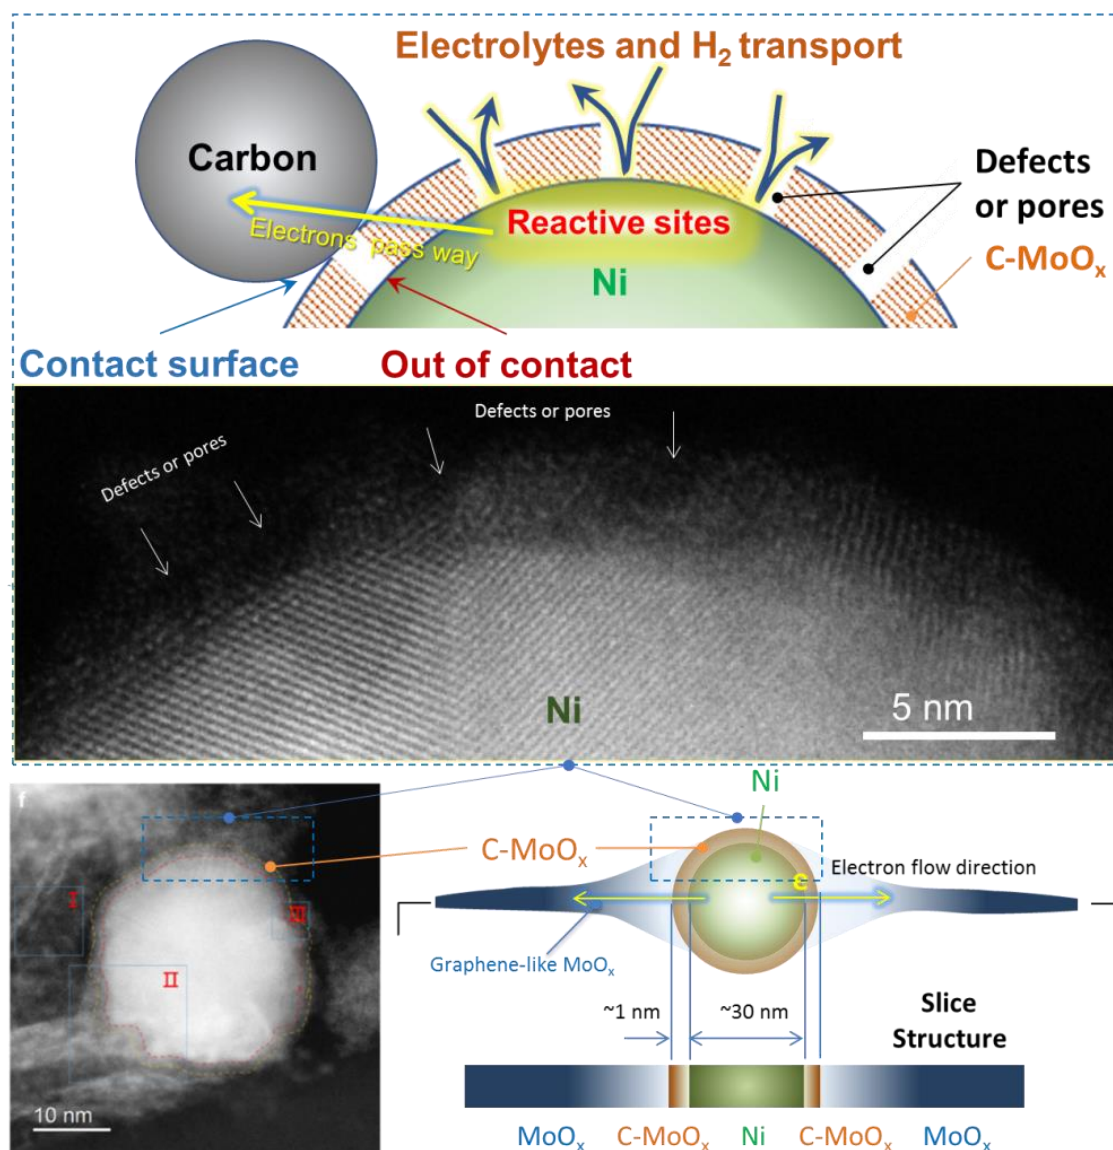 Electrolytes and H₂ transport
Carbon
Defects
or pores
Electrons pass way
Reactive sites
C-MoOₓ
Ni
Contact surface
Out of contact
Defects or pores
Defects or pores
Ni
5 nm
f
Ni
C-MoOₓ
Electron flow direction
e
I
III
II
Graphene-like MoOₓ
~1 nm
~30 nm
Slice
Structure
10 nm
MoOₓ
C-MoOₓ
Ni
C-MoOₓ
MoOₓ